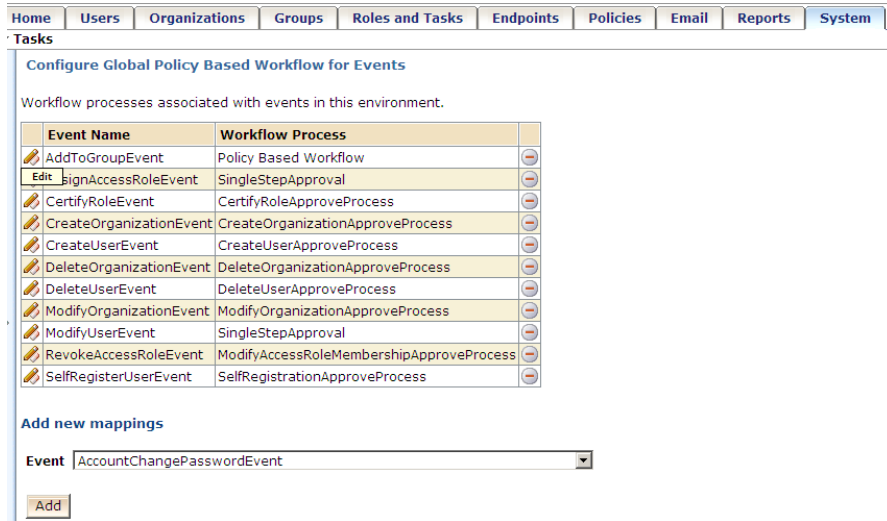 Home Users Organizations Groups Roles and Tasks Endpoints Policies Email Reports System
Tasks
Configure Global Policy Based Workflow for Events
Workflow processes associated with events in this environment.
Event Name Workflow Process
AddToGroupEvent Policy Based Workflow
Edit signAccessRoleEvent SingleStepApproval
CertifyRoleEvent CertifyRoleApproveProcess
CreateOrganizationEvent CreateOrganizationApproveProcess
CreateUserEvent CreateUserApproveProcess
DeleteOrganizationEvent DeleteOrganizationApproveProcess
DeleteUserEvent DeleteUserApproveProcess
ModifyOrganizationEvent ModifyOrganizationApproveProcess
ModifyUserEvent SingleStepApproval
RevokeAccessRoleEvent ModifyAccessRoleMembershipApproveProcess
SelfRegisterUserEvent SelfRegistrationApproveProcess
Add new mappings
Event AccountChangePasswordEvent
Add